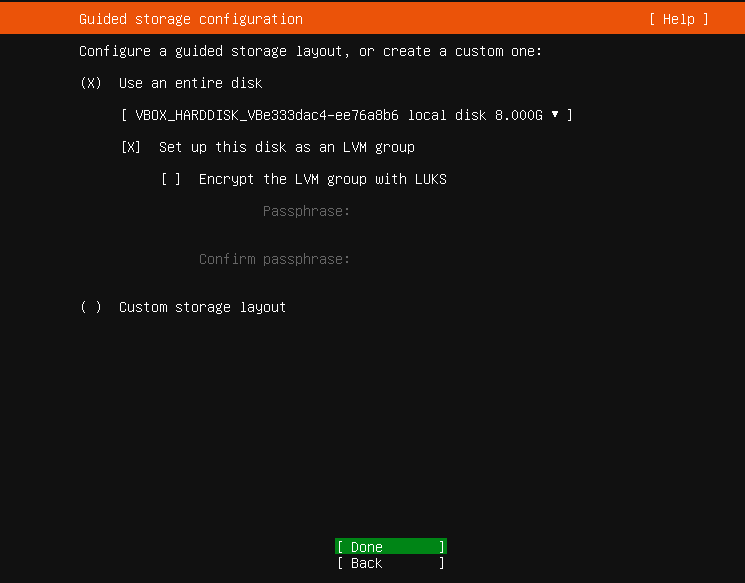 Guided storage configuration [ Help ]
Configure a guided storage layout, or create a custom one:
(X) Use an entire disk
[ VBOX_HARDDISK_VBe333dac4-ee76a8b6 local disk 8.000G ▾ ]
[X] Set up this disk as an LVM group
[ ] Encrypt the LVM group with LUKS
Passphrase:
Confirm passphrase:
( ) Custom storage layout
[ Done ]
[ Back ]